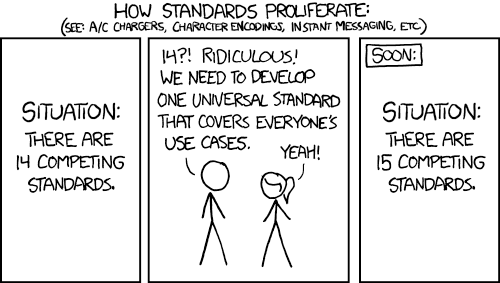 HOW STANDARDS PROLIFERATE:
(SEE: A/C CHARGERS, CHARACTER ENCODINGS, INSTANT MESSAGING, ETC.)
SITUATION:
THERE ARE
14 COMPETING
STANDARDS.
14?! RIDICULOUS!
WE NEED TO DEVELOP
ONE UNIVERSAL STANDARD
THAT COVERS EVERYONE'S
USE CASES.
YEAH!
SOON:
SITUATION:
THERE ARE
15 COMPETING
STANDARDS.